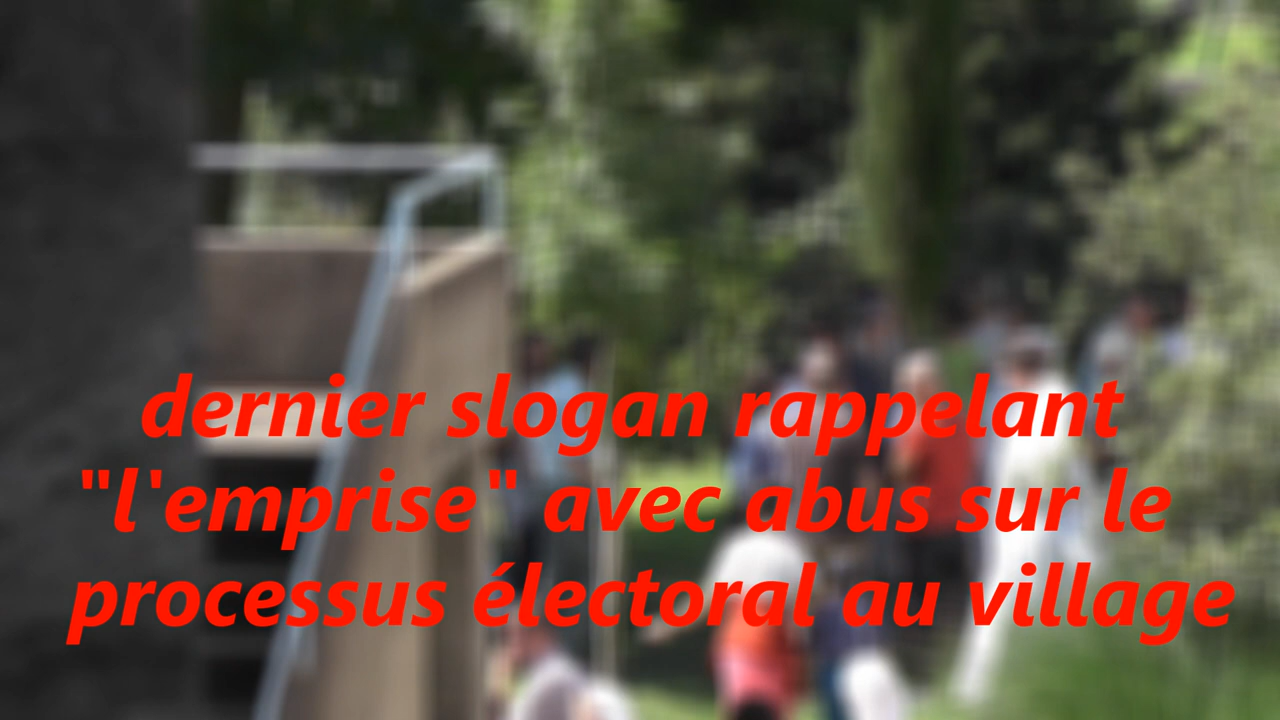 dernier slogan rappelant
"l'emprise" avec abus sur le
processus électoral au village